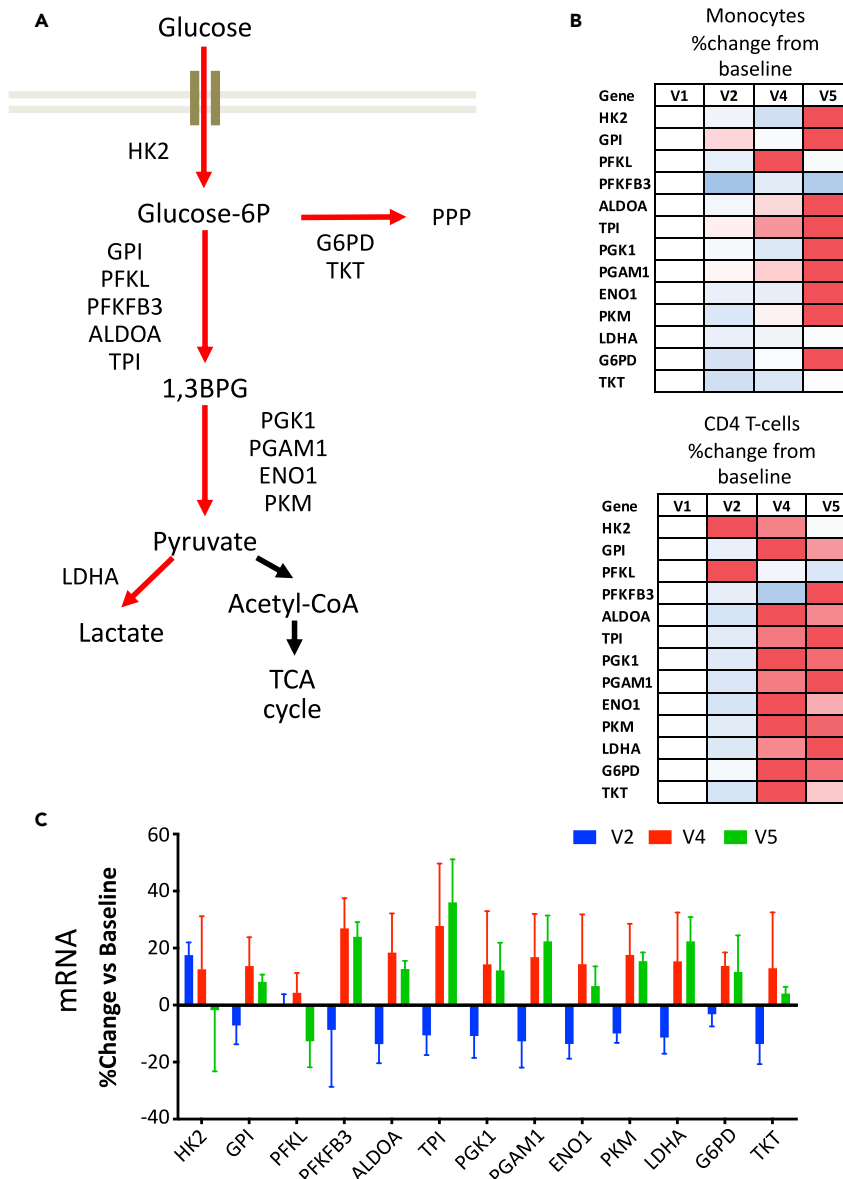 A
Glucose
HK2
Glucose-6P
PPP
G6PD
TKT
GPI
PFKL
PFKFB3
ALDOA
TPI
1,3BPG
PGK1
PGAM1
ENO1
PKM
Pyruvate
LDHA
Acetyl-CoA
Lactate
TCA
cycle
B
Monocytes
%change from
baseline
Gene V1 V2 V4 V5
HK2
GPI
PFKL
PFKFB3
ALDOA
TPI
PGK1
PGAM1
ENO1
PKM
LDHA
G6PD
TKT
CD4 T-cells
%change from
baseline
Gene V1 V2 V4 V5
HK2
GPI
PFKL
PFKFB3
ALDOA
TPI
PGK1
PGAM1
ENO1
PKM
LDHA
G6PD
TKT
C
mRNA
%Change vs Baseline
60
40
20
0
-20
-40
V2 V4 V5
HK2 GPI PFKL PFKFB3 ALDOA TPI PGK1 PGAM1 ENO1 PKM LDHA G6PD TKT